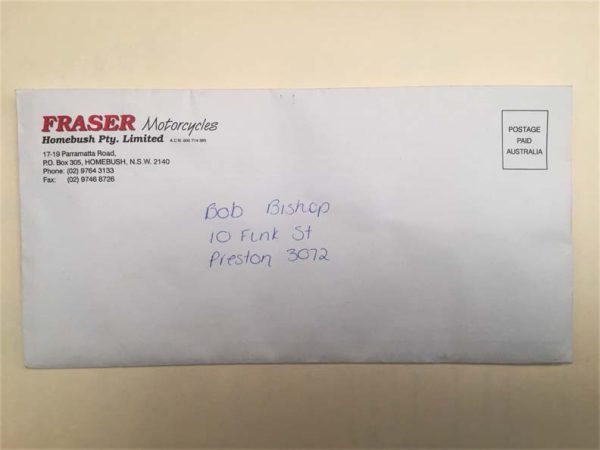 FRASER Motorcycles
Homebush Pty. Limited
17-19 Parramatta Road,
P.O. Box 305, HOMEBUSH, N.S.W. 2140
Phone: (02) 9764 3133
Fax: (02) 9746 8726
POSTAGE
PAID
AUSTRALIA
Bob Bishop
10 Funk St
Preston 3072